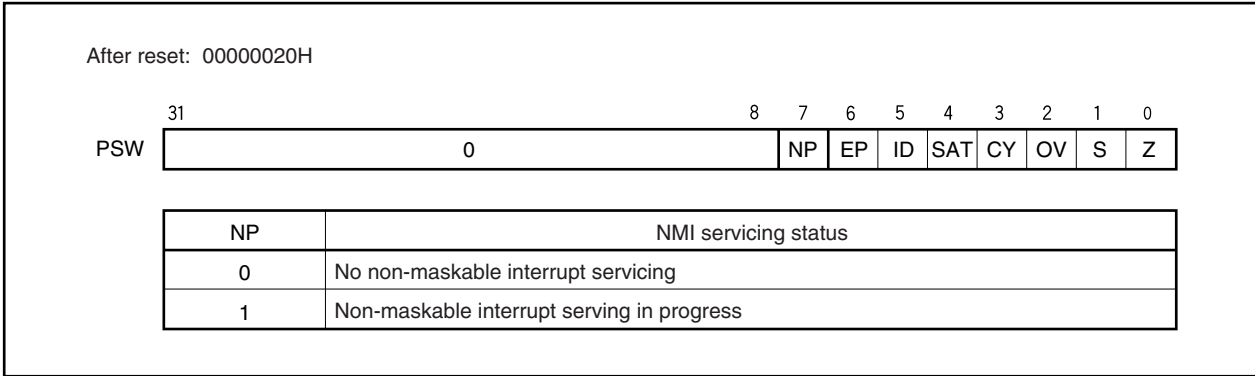 After reset: 00000020H
31 8 7 6 5 4 3 2 1 0
PSW 0 NP EP ID SAT CY OV S Z
NP NMI servicing status
0 No non-maskable interrupt servicing
1 Non-maskable interrupt serving in progress